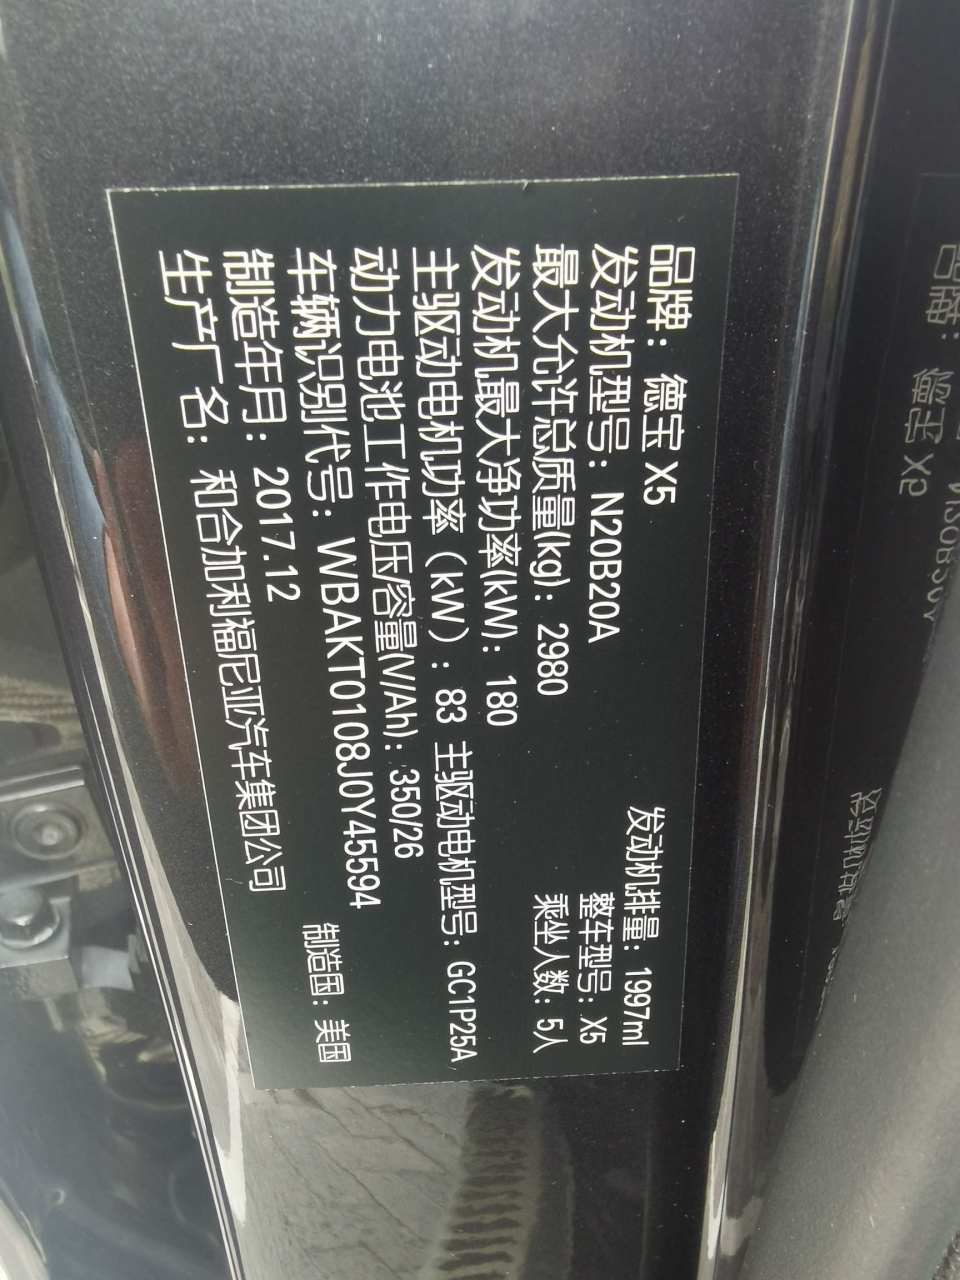 品牌：德宝 X5
发动机型号：N20B20A 发动机排量：1997ml
最大允许总质量(kg)：2980 整车型号：X5
发动机最大净功率(kW)：180 乘坐人数：5人
主驱动电机功率（kW）：83 主驱动电机型号：GC1P25A
动力电池工作电压/容量(V/Ah)：350/26
车辆识别代号：WBAKT0108J0Y45594
制造年月：2017.12 制造国：美国
生产厂名：和合加利福尼亚汽车集团公司